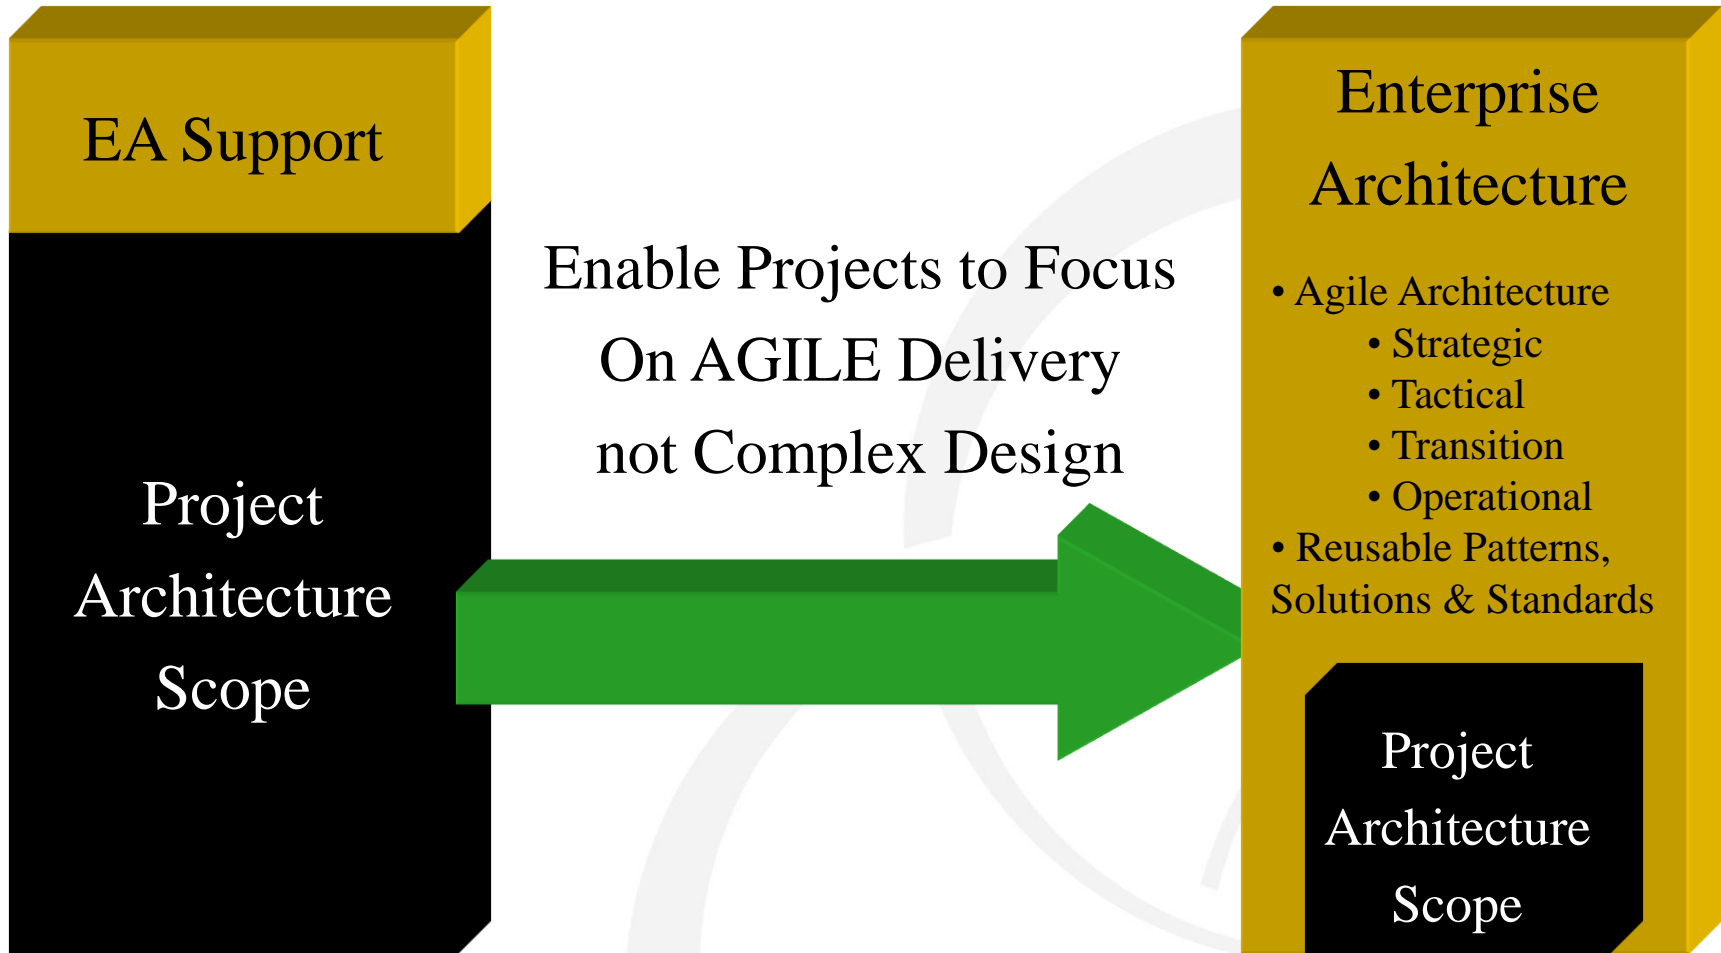 EA Support
Project
Architecture
Scope
Enable Projects to Focus
On AGILE Delivery
not Complex Design
Enterprise
Architecture
• Agile Architecture
• Strategic
• Tactical
• Transition
• Operational
• Reusable Patterns,
Solutions & Standards
Project
Architecture
Scope